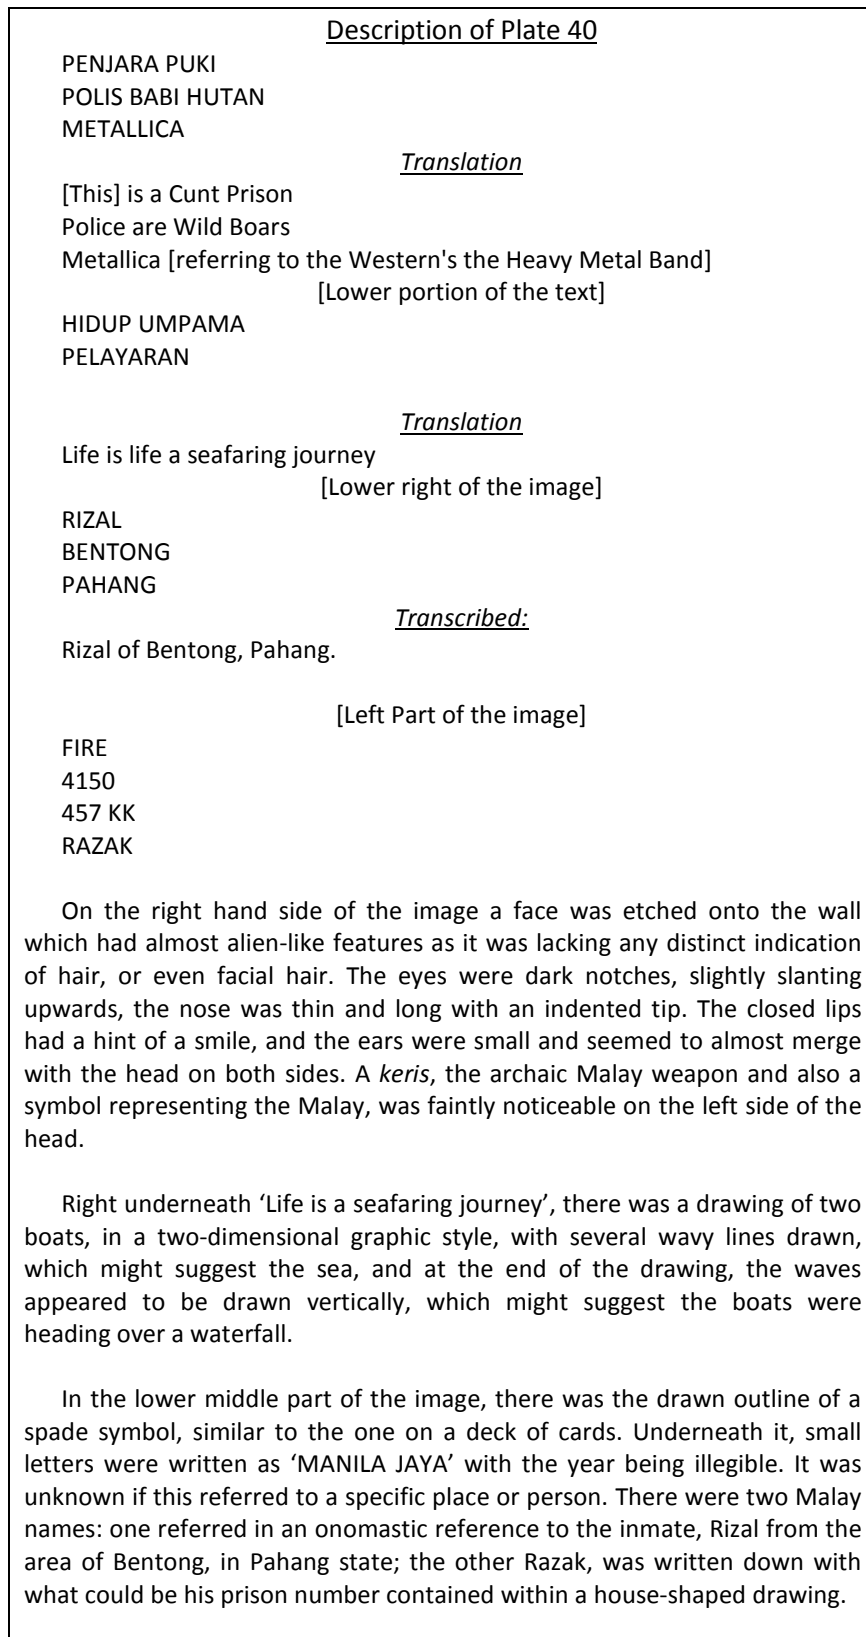 Description of Plate 40
PENJARA PUKI
POLIS BABI HUTAN
METALLICA
Translation
[This] is a Cunt Prison
Police are Wild Boars
Metallica [referring to the Western's the Heavy Metal Band]
[Lower portion of the text]
HIDUP UMPAMA
PELAYARAN
Translation
Life is life a seafaring journey
[Lower right of the image]
RIZAL
BENTONG
PAHANG
Transcribed:
Rizal of Bentong, Pahang.
[Left Part of the image]
FIRE
4150
457 KK
RAZAK
On the right hand side of the image a face was etched onto the wall
which had almost alien-like features as it was lacking any distinct indication
of hair, or even facial hair. The eyes were dark notches, slightly slanting
upwards, the nose was thin and long with an indented tip. The closed lips
had a hint of a smile, and the ears were small and seemed to almost merge
with the head on both sides. A keris, the archaic Malay weapon and also a
symbol representing the Malay, was faintly noticeable on the left side of the
head.
Right underneath ‘Life is a seafaring journey’, there was a drawing of two
boats, in a two-dimensional graphic style, with several wavy lines drawn,
which might suggest the sea, and at the end of the drawing, the waves
appeared to be drawn vertically, which might suggest the boats were
heading over a waterfall.
In the lower middle part of the image, there was the drawn outline of a
spade symbol, similar to the one on a deck of cards. Underneath it, small
letters were written as ‘MANILA JAYA’ with the year being illegible. It was
unknown if this referred to a specific place or person. There were two Malay
names: one referred in an onomastic reference to the inmate, Rizal from the
area of Bentong, in Pahang state; the other Razak, was written down with
what could be his prison number contained within a house-shaped drawing.